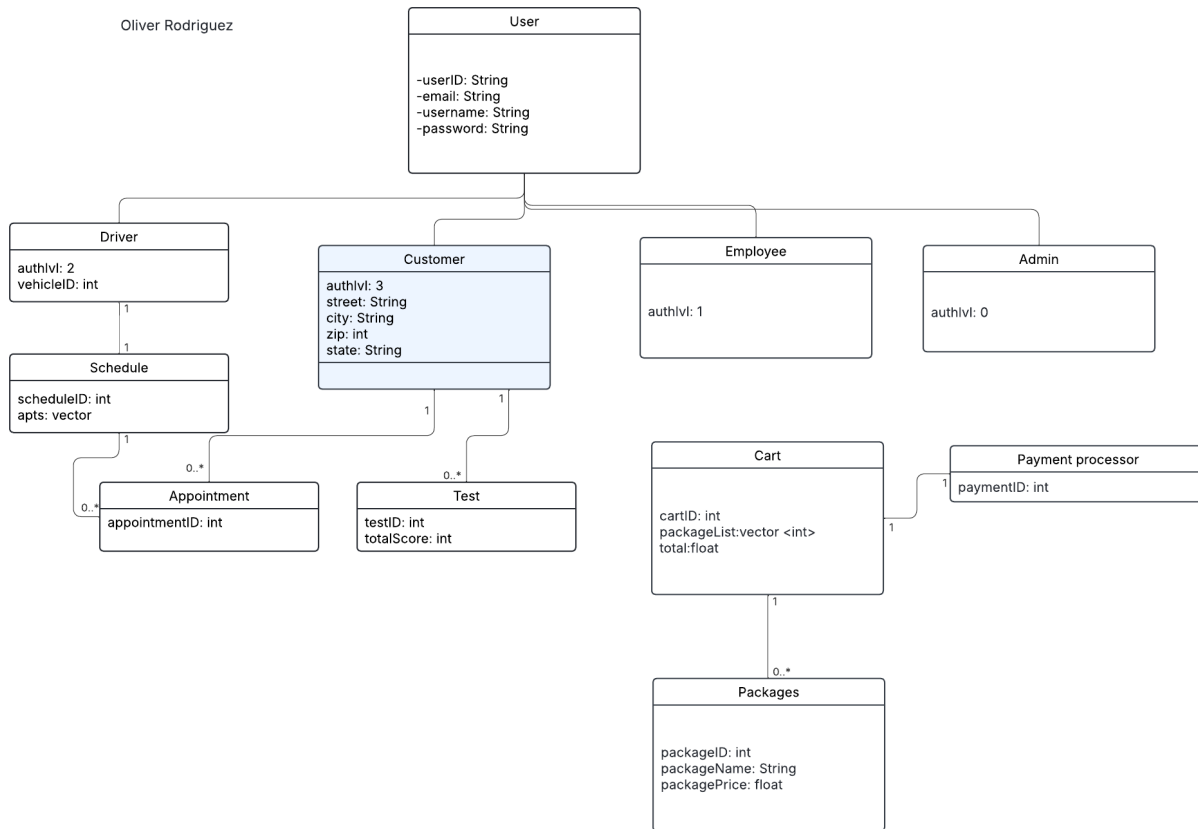 Oliver Rodriguez
User
-userID: String
-email: String
-username: String
-password: String
Driver
authlvl: 2
vehicleID: int
Customer
authlvl: 3
street: String
city: String
zip: int
state: String
Employee
authlvl: 1
Admin
authlvl: 0
1
1
Schedule
scheduleID: int
apts: vector
1
0..*
1
0..*
1
0..*
Appointment
appointmentID: int
Test
testID: int
totalScore: int
Cart
cartID: int
packageList:vector <int>
total:float
1
1
Payment processor
paymentID: int
1
0..*
Packages
packageID: int
packageName: String
packagePrice: float